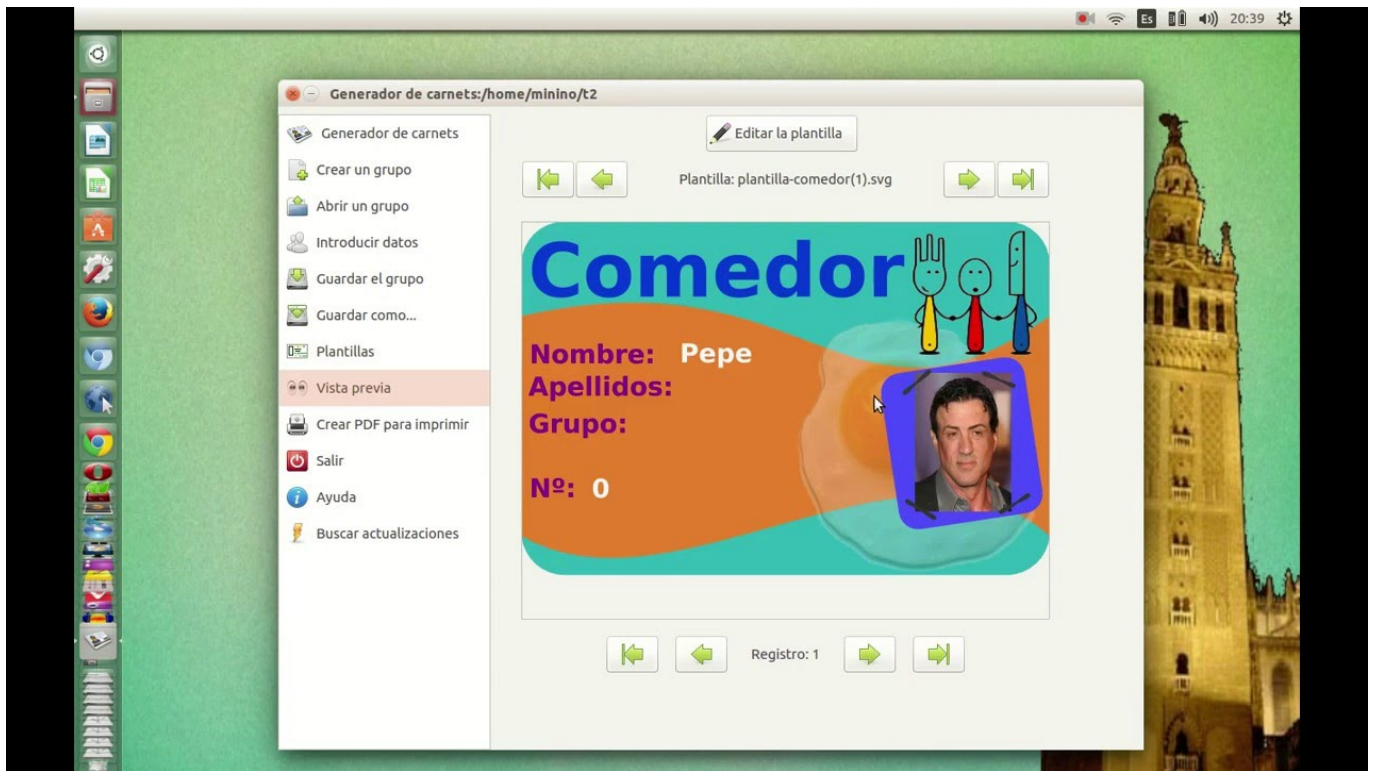 Es
20:39
Generador de carnets:/home/minino/t2
Generador de carnets
Crear un grupo
Abrir un grupo
Introducir datos
Guardar el grupo
Guardar como...
Plantillas
Vista previa
Crear PDF para imprimir
Salir
Ayuda
Buscar actualizaciones
Editar la plantilla
Plantilla: plantilla-comedor(1).svg
Comedor
Nombre: Pepe
Apellidos:
Grupo:
Nº: 0
Registro: 1